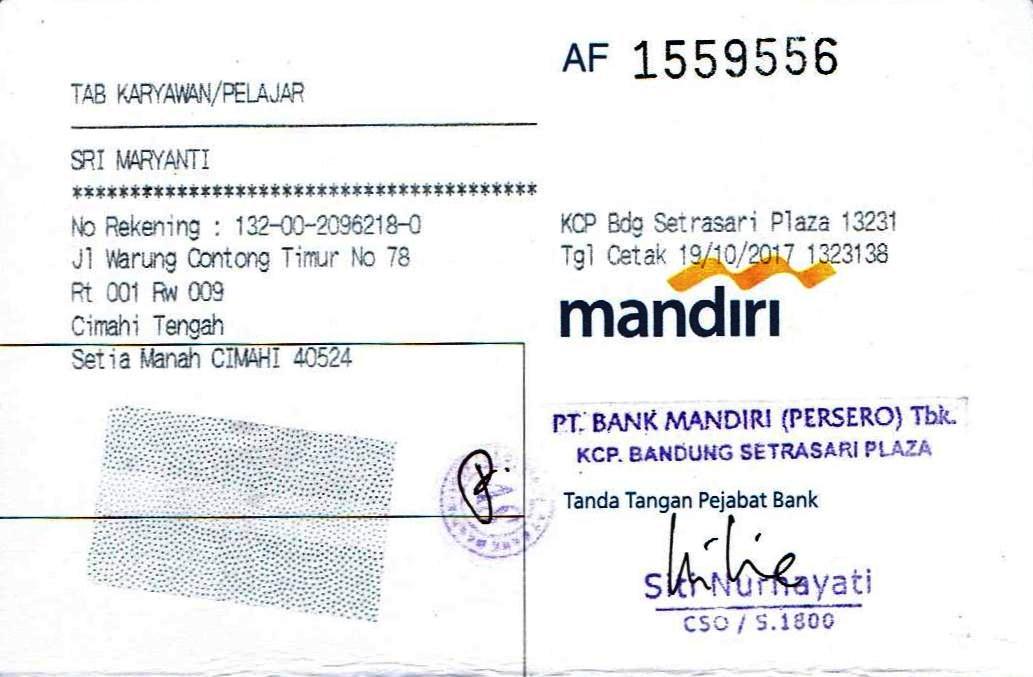 AF 1559556
TAB KARYAWAN/PELAJAR
SRI MARYANTI
****************************************
No Rekening : 132-00-2096218-0
Jl Warung Contong Timur No 78
Rt 001 Rw 009
Cimahi Tengah
Setia Manah CIMAHI 40524
KCP Bdg Setrasari Plaza 13231
Tgl Cetak 19/10/2017 1323138
mandiri
PT. BANK MANDIRI (PERSERO) Tbk.
KCP. BANDUNG SETRASARI PLAZA
Tanda Tangan Pejabat Bank
Siti Nurhayati
CSO / S.1800